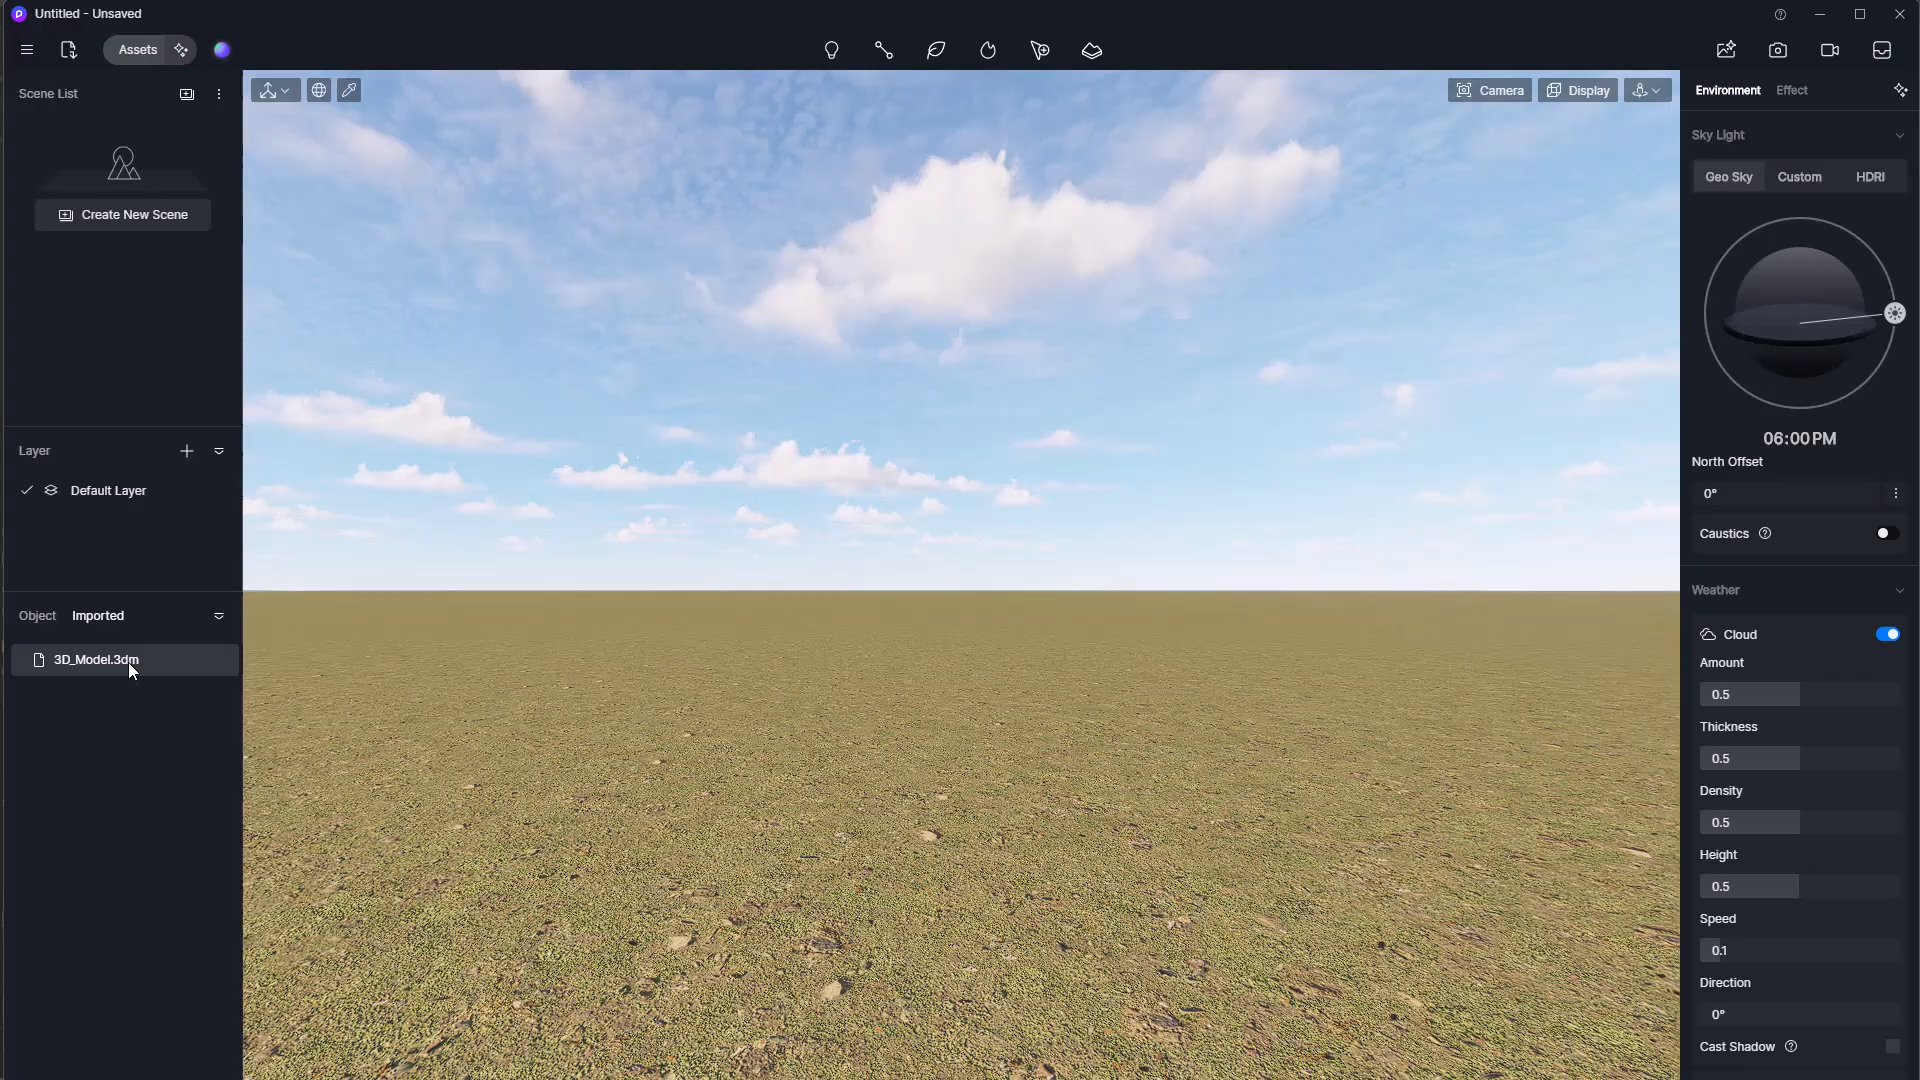 Untitled - Unsaved
Assets
Scene List
Create New Scene
Layer
Default Layer
Object Imported
3D_Model.3dm
Camera
Display
Environment Effect
Sky Light
Geo Sky Custom HDRI
06:00 PM
North Offset
0°
Caustics
Weather
Cloud
Amount
0.5
Thickness
0.5
Density
0.5
Height
0.5
Speed
0.1
Direction
0°
Cast Shadow